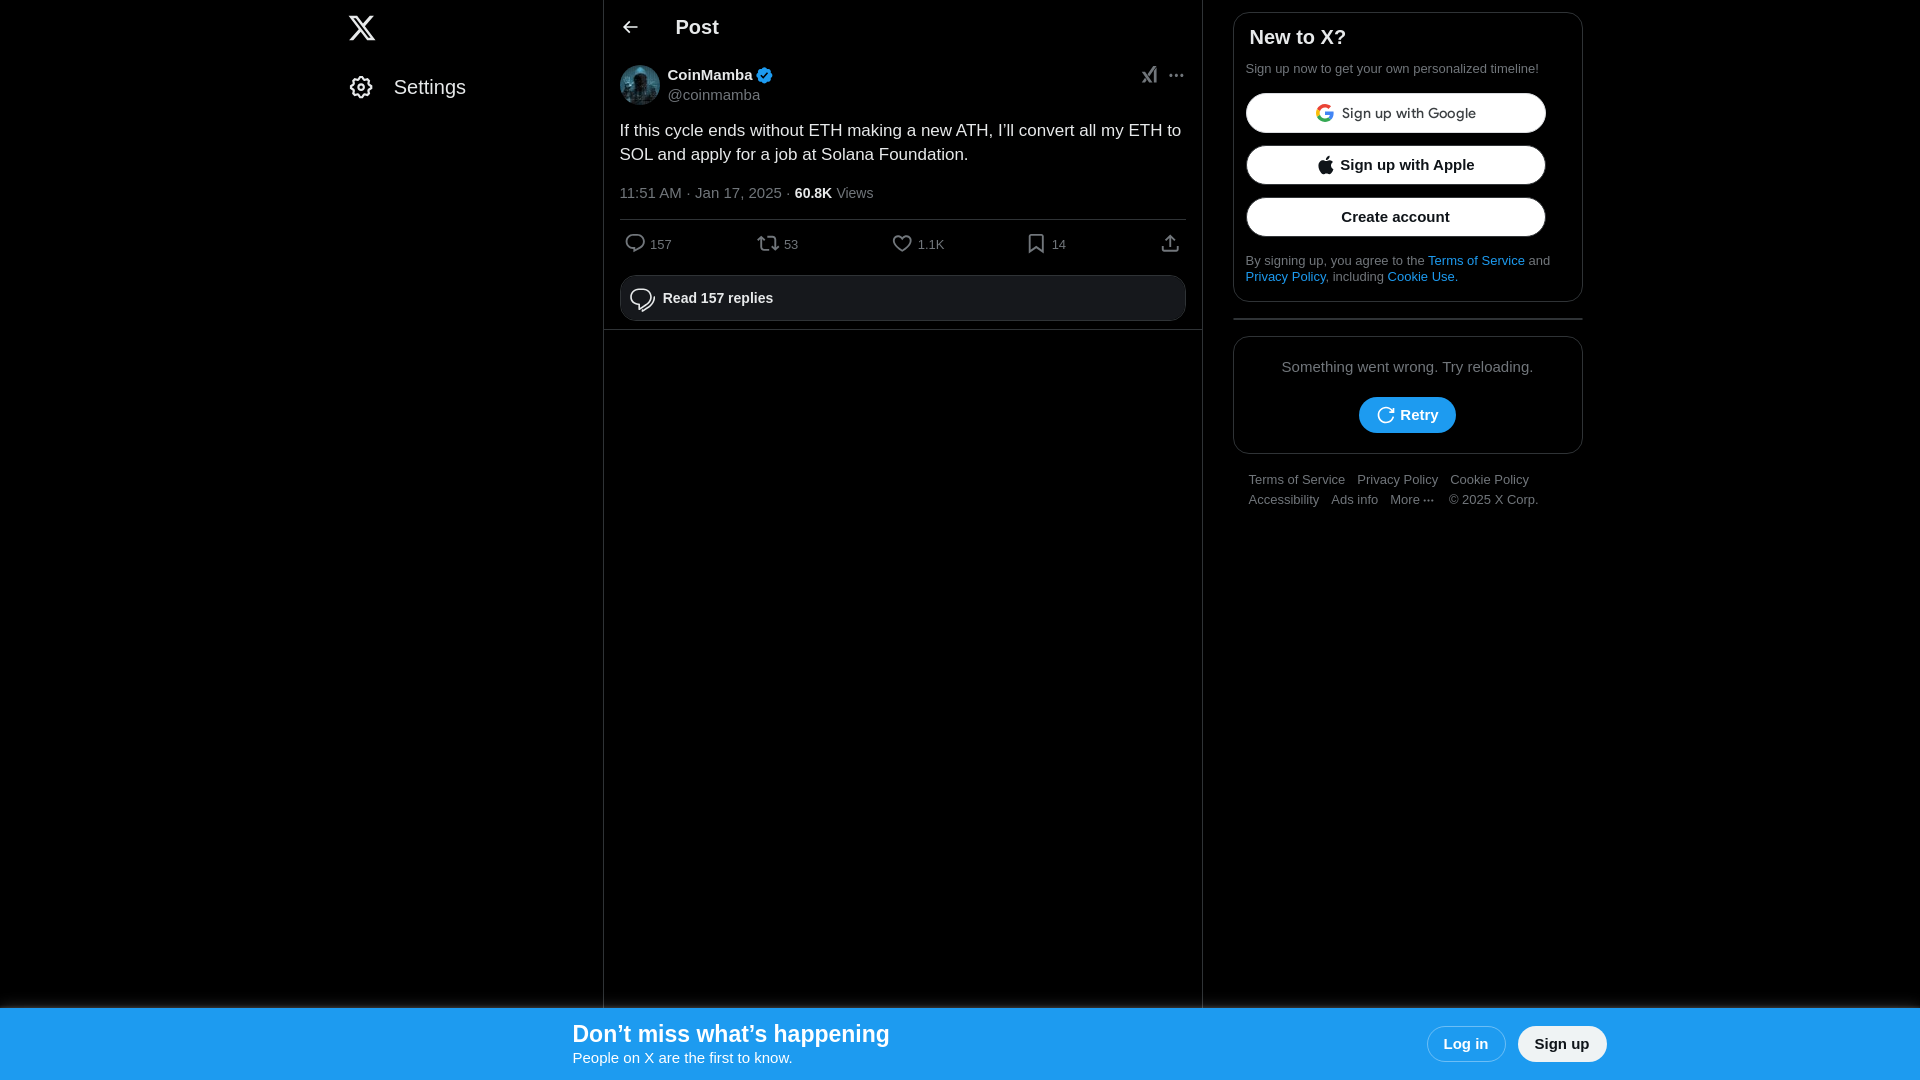 Settings
Post
CoinMamba
@coinmamba
If this cycle ends without ETH making a new ATH, I’ll convert all my ETH to
SOL and apply for a job at Solana Foundation.
11:51 AM · Jan 17, 2025 · 60.8K Views
157 53 1.1K 14
Read 157 replies
New to X?
Sign up now to get your own personalized timeline!
Sign up with Google
Sign up with Apple
Create account
By signing up, you agree to the Terms of Service and
Privacy Policy, including Cookie Use.
Something went wrong. Try reloading.
Retry
Terms of Service Privacy Policy Cookie Policy
Accessibility Ads info More ··· © 2025 X Corp.
Don’t miss what’s happening
People on X are the first to know.
Log in
Sign up